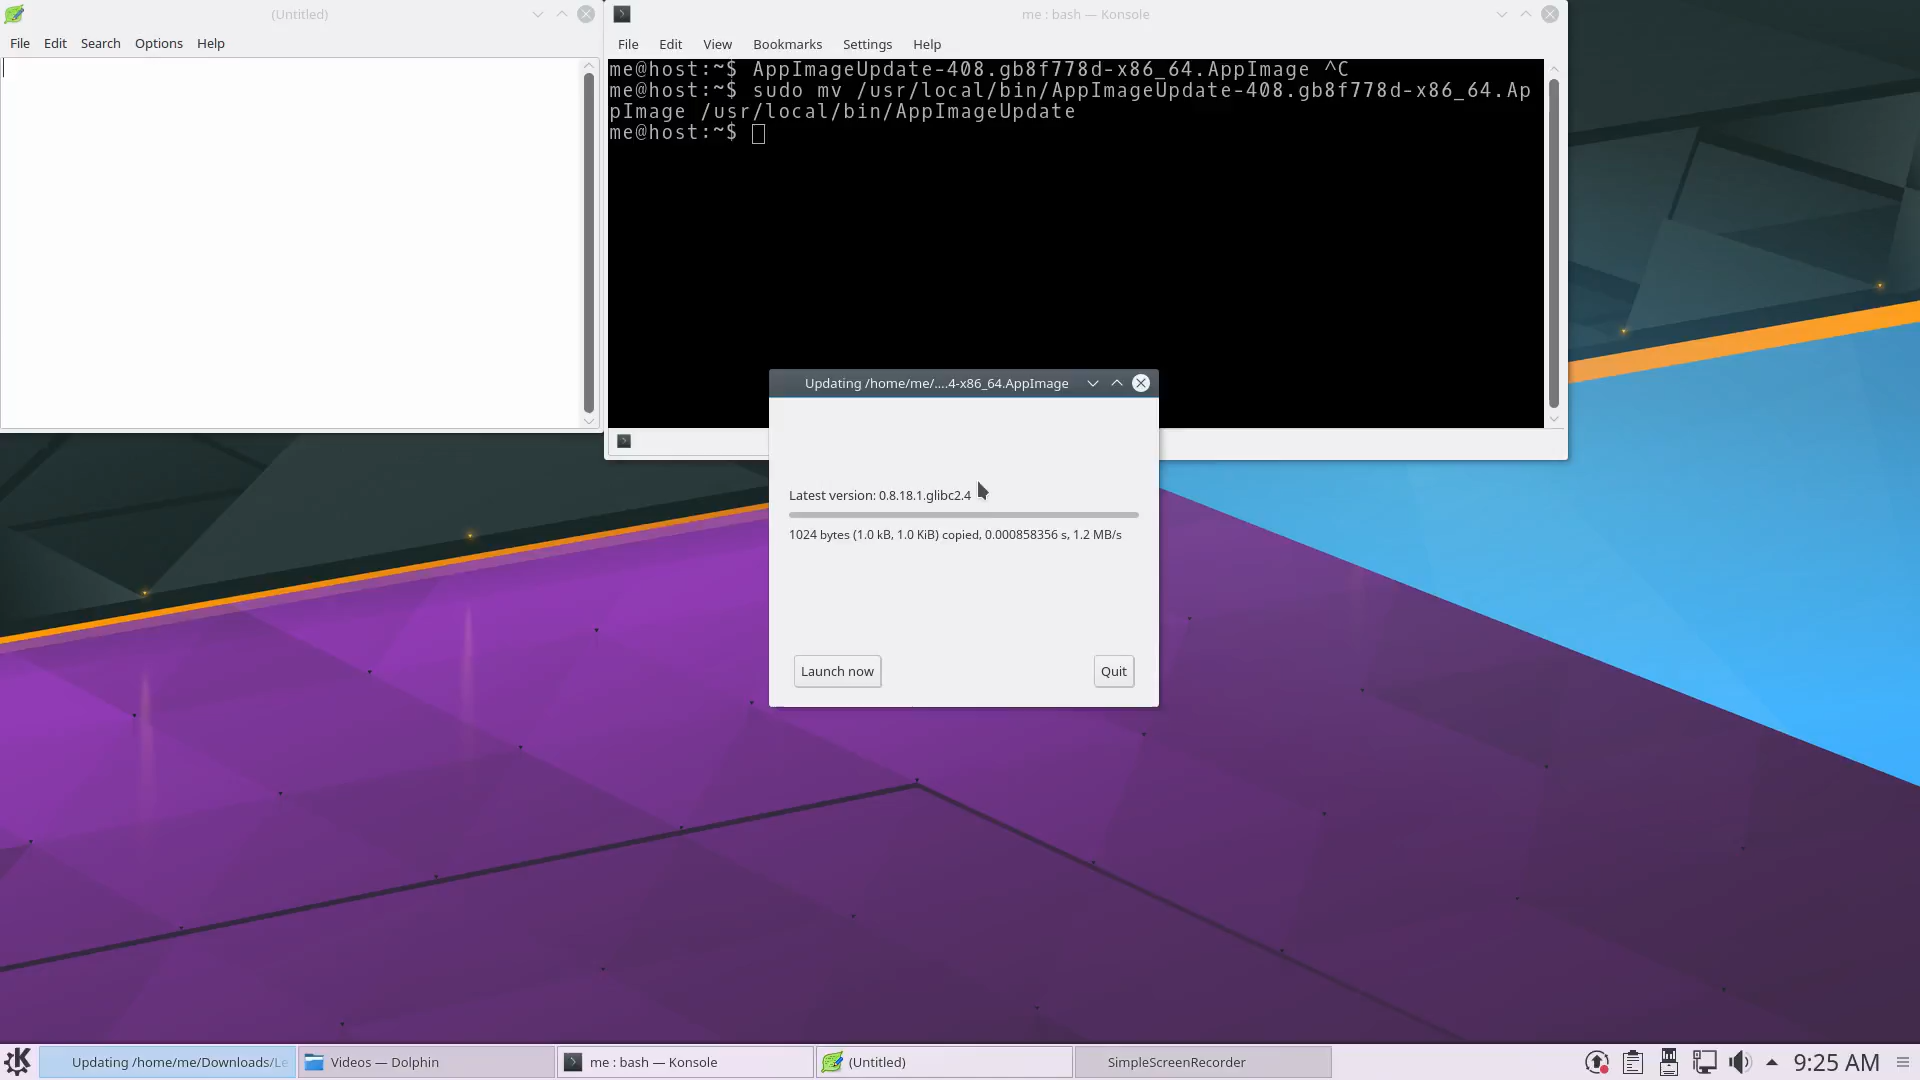 (Untitled)
File Edit Search Options Help
me : bash — Konsole
File Edit View Bookmarks Settings Help
me@host:~$ AppImageUpdate-408.gb8f778d-x86_64.AppImage ^C
me@host:~$ sudo mv /usr/local/bin/AppImageUpdate-408.gb8f778d-x86_64.Ap
pImage /usr/local/bin/AppImageUpdate
me@host:~$
Updating /home/me/....4-x86_64.AppImage
Latest version: 0.8.18.1.glibc2.4
1024 bytes (1.0 kB, 1.0 KiB) copied, 0.000858356 s, 1.2 MB/s
Launch now Quit
Updating /home/me/Downloads/Le
Videos — Dolphin
me : bash — Konsole
(Untitled)
SimpleScreenRecorder
9:25 AM